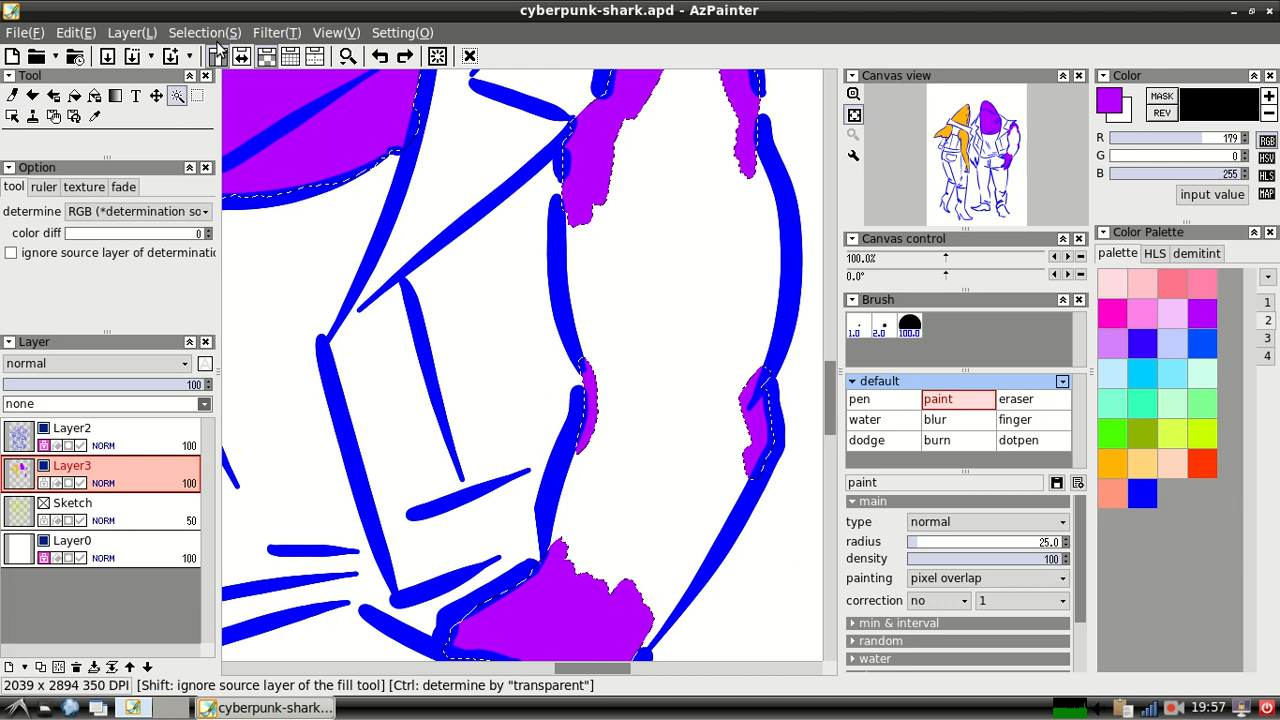 cyberpunk-shark.apd - AzPainter
File(F) Edit(E) Layer(L) Selection(S) Filter(T) View(V) Setting(O)
Tool
Option
tool ruler texture fade
determine RGB (*determination so
color diff 0
ignore source layer of determinatio
Layer
normal
100
none
Layer2
NORM 100
Layer3
NORM 100
Sketch
NORM 50
Layer0
NORM 100
Canvas view
Canvas control
100.0%
0.0°
Brush
1.0 2.0 100.0
default
pen paint eraser
water blur finger
dodge burn dotpen
paint
main
type normal
radius 25.0
density 100
painting pixel overlap
correction no 1
min & interval
random
water
Color
MASK
REV
R 179
G 0
B 255
input value
RGB
HSV
HLS
MAP
Color Palette
palette HLS demitint
1
2
3
4
2039 x 2894 350 DPI [Shift: ignore source layer of the fill tool] [Ctrl: determine by "transparent"]
cyberpunk-shark... 19:57